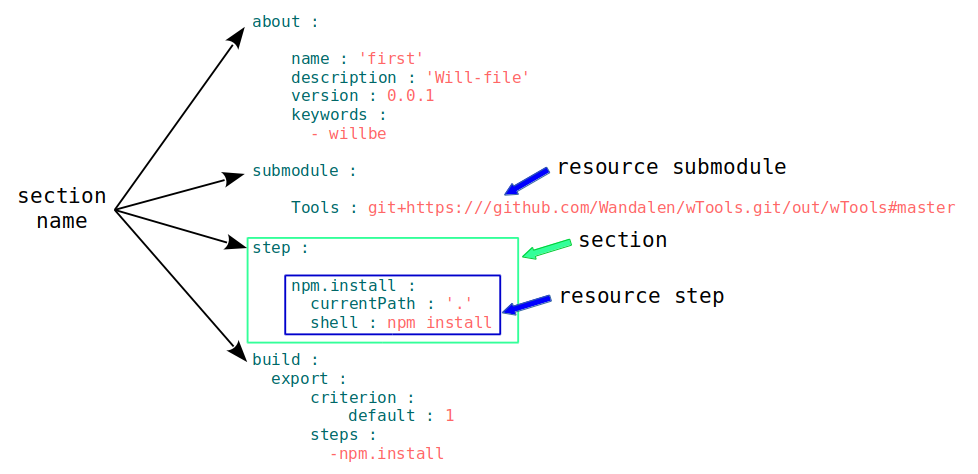 about :
name : 'first'
description : 'Will-file'
version : 0.0.1
keywords :
- willbe
submodule :
resource submodule
section
name
Tools : git+https:///github.com/Wandalen/wTools.git/out/wTools#master
section
step :
npm.install :
currentPath : '.'
resource step
shell : npm install
build :
export :
criterion :
default : 1
steps :
-npm.install